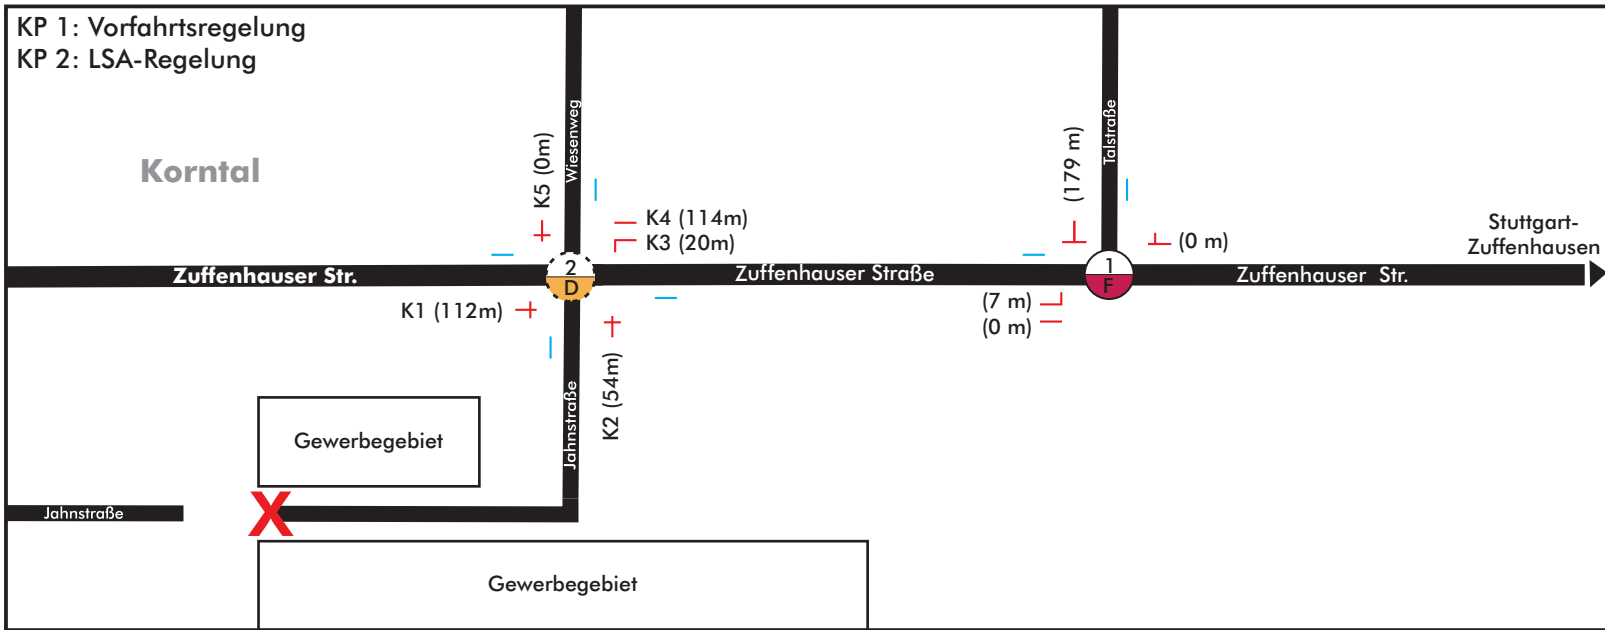 KP 1: Vorfahrtsregelung
KP 2: LSA-Regelung
Korntal
K5 (0m)
Wiesenweg
K4 (114m)
K3 (20m)
(179 m)
Talstraße
(0 m)
Stuttgart-
Zuffenhausen
Zuffenhauser Str.
2
D
Zuffenhauser Straße
1
F
Zuffenhauser Str.
K1 (112m)
K2 (54m)
(7 m)
(0 m)
Jahnstraße
Gewerbegebiet
Jahnstraße
X
Gewerbegebiet